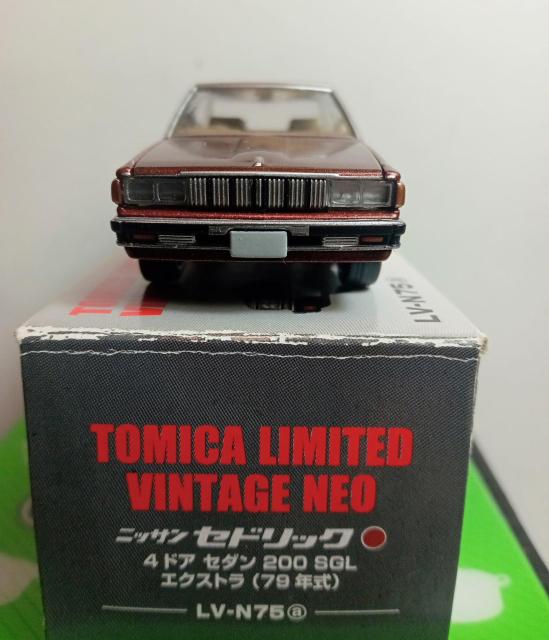 LV-N75
TOMICA LIMITED
VINTAGE NEO
ニッサン セドリック
4ドア セダン 200 SGL
エクストラ(79年式)
LV-N75ⓐ